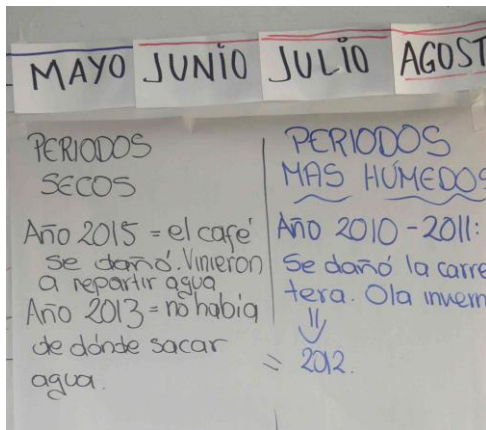 MAYO JUNIO JULIO AGOST
PERIODOS
SECOS
Año 2015 = el café
se dañó. Vinieron
a repartir agua
Año 2013 = no había
de dónde sacar
agua.
PERIODOS
MAS HÚMEDOS
Año 2010 - 2011:
Se dañó la carre
tera. Ola invern
⇓
= 2012.